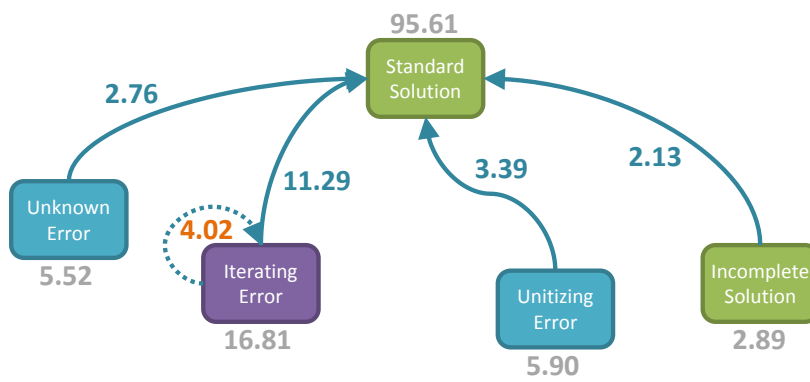 95.61
Standard
Solution
2.76
11.29
3.39
2.13
Unknown
Error
5.52
4.02
Iterating
Error
16.81
Unitizing
Error
5.90
Incomplete
Solution
2.89